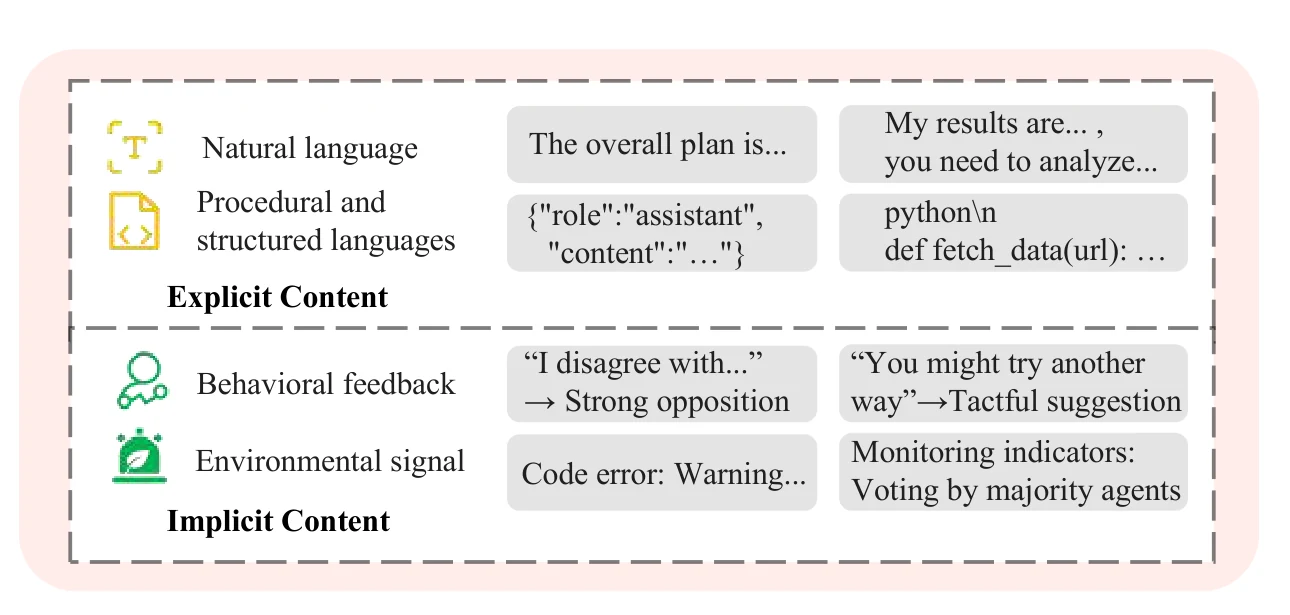 Natural language
The overall plan is...
My results are... ,
you need to analyze...
Procedural and
structured languages
{"role":"assistant",
"content":"…"}
python\n
def fetch_data(url): …
Explicit Content
Behavioral feedback
“I disagree with...”
→ Strong opposition
“You might try another
way”→Tactful suggestion
Environmental signal
Code error: Warning...
Monitoring indicators:
Voting by majority agents
Implicit Content